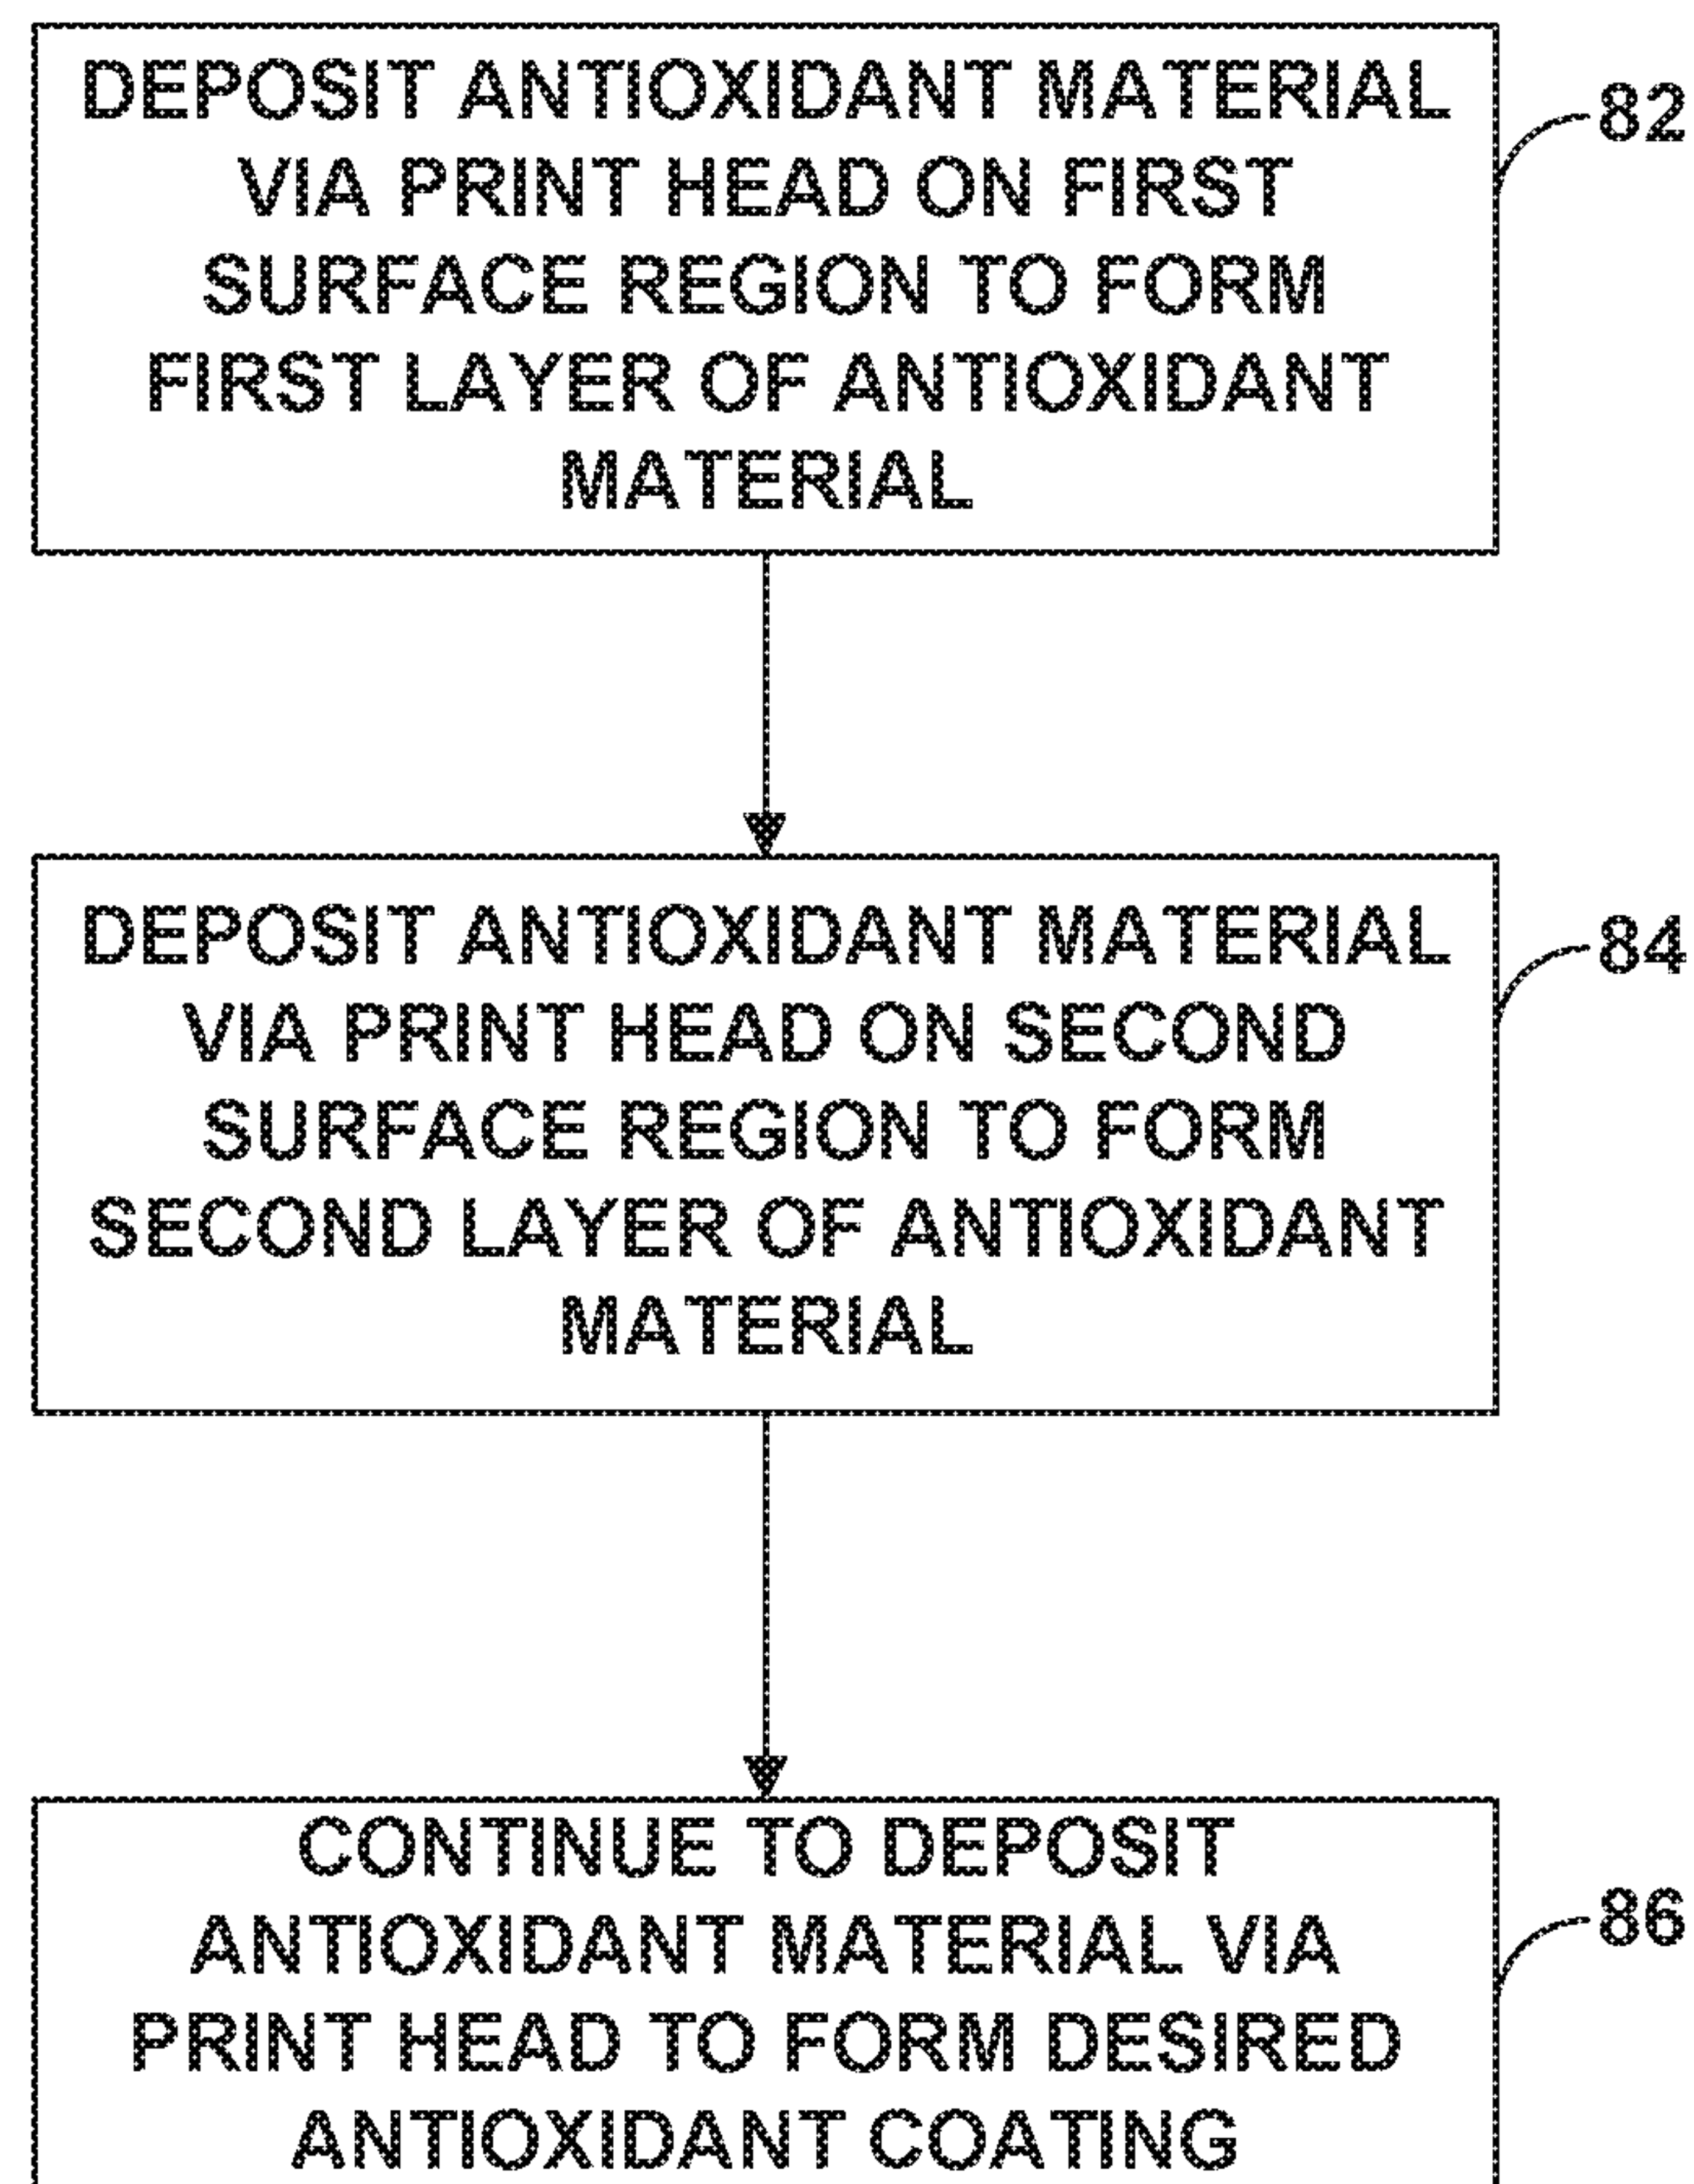 DEPOSIT ANTIOXIDANT MATERIAL
VIA PRINT HEAD ON FIRST
SURFACE REGION TO FORM
FIRST LAYER OF ANTIOXIDANT
MATERIAL
82
DEPOSIT ANTIOXIDANT MATERIAL
VIA PRINT HEAD ON SECOND
SURFACE REGION TO FORM
SECOND LAYER OF ANTIOXIDANT
MATERIAL
84
CONTINUE TO DEPOSIT
ANTIOXIDANT MATERIAL VIA
PRINT HEAD TO FORM DESIRED
ANTIOXIDANT COATING
86